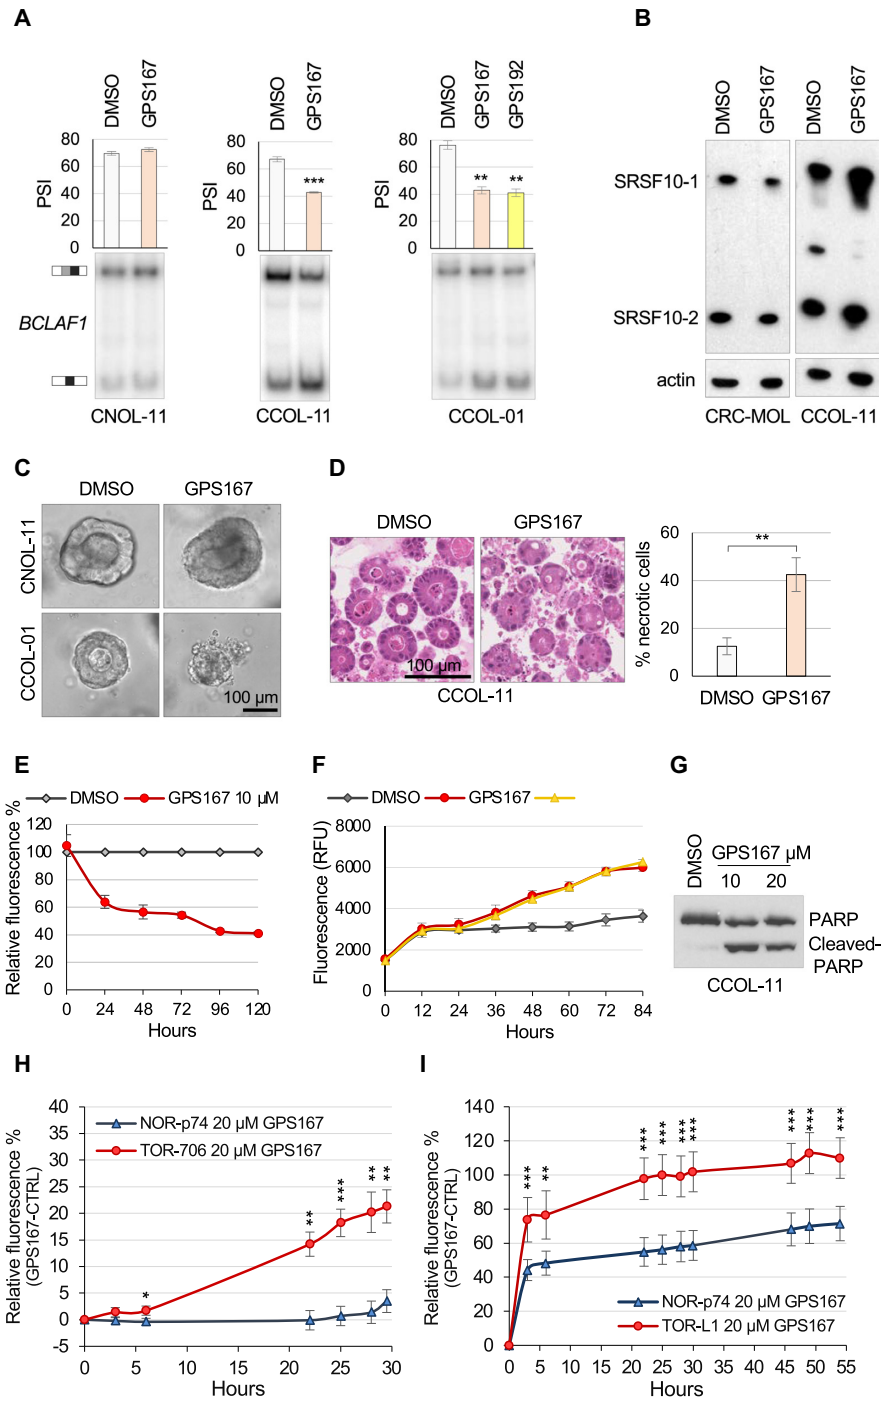 A
DMSO
GPS167
DMSO
GPS167
DMSO
GPS167
GPS192
PSI
80
60
40
20
0
PSI
80
60
40
20
0
***
PSI
80
60
40
20
0
**
**
BCLAF1
CNOL-11
CCOL-11
CCOL-01
B
DMSO
GPS167
DMSO
GPS167
SRSF10-1
SRSF10-2
actin
CRC-MOL
CCOL-11
C
DMSO
GPS167
CNOL-11
CCOL-01
100 µm
D
DMSO
GPS167
100 µm
CCOL-11
% necrotic cells
60
40
20
0
**
DMSO
GPS167
E
DMSO
GPS167 10 µM
Relative fluorescence %
120
100
80
60
40
20
0
0 24 48 72 96 120
Hours
F
DMSO
GPS167
Fluorescence (RFU)
8000
6000
4000
2000
0
0 12 24 36 48 60 72 84
Hours
G
DMSO
GPS167 µM
10 20
PARP
Cleaved-
PARP
CCOL-11
H
Relative fluorescence %
(GPS167-CTRL)
40
35
30
25
20
15
10
5
0
-5
NOR-p74 20 µM GPS167
TOR-706 20 µM GPS167
*
**
***
**
**
0 5 10 15 20 25 30
Hours
I
Relative fluorescence %
(GPS167-CTRL)
140
120
100
80
60
40
20
0
***
**
***
***
***
***
***
***
***
NOR-p74 20 µM GPS167
TOR-L1 20 µM GPS167
0 5 10 15 20 25 30 35 40 45 50 55
Hours